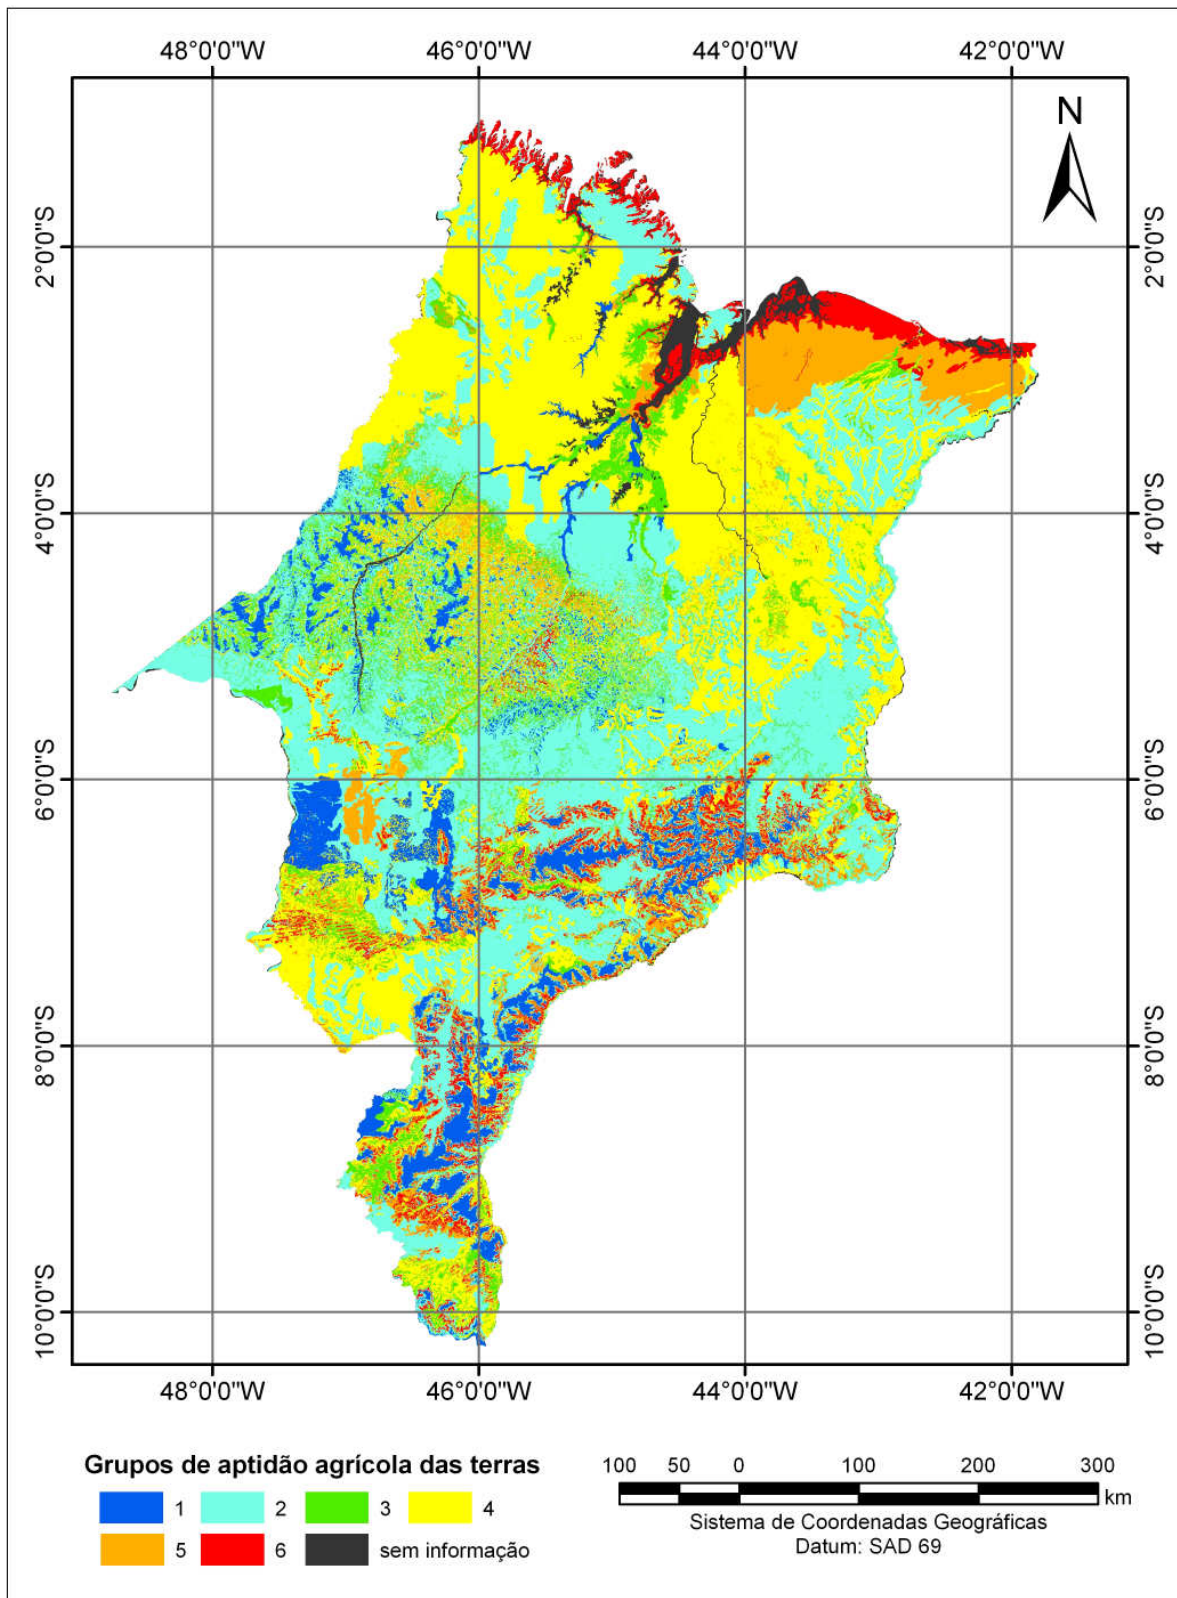 48°0'0"W 46°0'0"W 44°0'0"W 42°0'0"W
N
2°0'0"S 2°0'0"S
4°0'0"S 4°0'0"S
6°0'0"S 6°0'0"S
8°0'0"S 8°0'0"S
10°0'0"S 10°0'0"S
48°0'0"W 46°0'0"W 44°0'0"W 42°0'0"W
Grupos de aptidão agrícola das terras
1 2 3 4
5 6 sem informação
100 50 0 100 200 300
km
Sistema de Coordenadas Geográficas
Datum: SAD 69